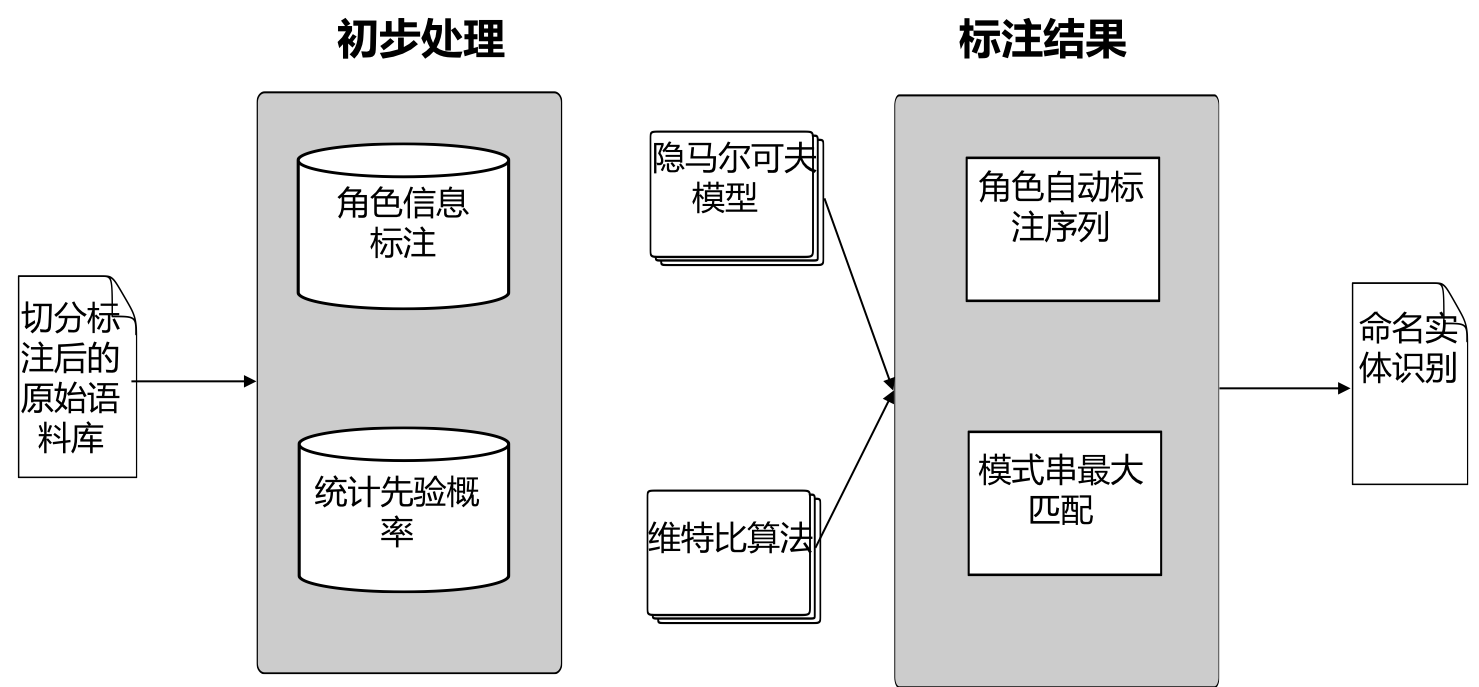 初步处理
标注结果
切分标
注后的
原始语
料库
角色信息
标注
统计先验概
率
隐马尔可夫
模型
维特比算法
角色自动标
注序列
模式串最大
匹配
命名实
体识别